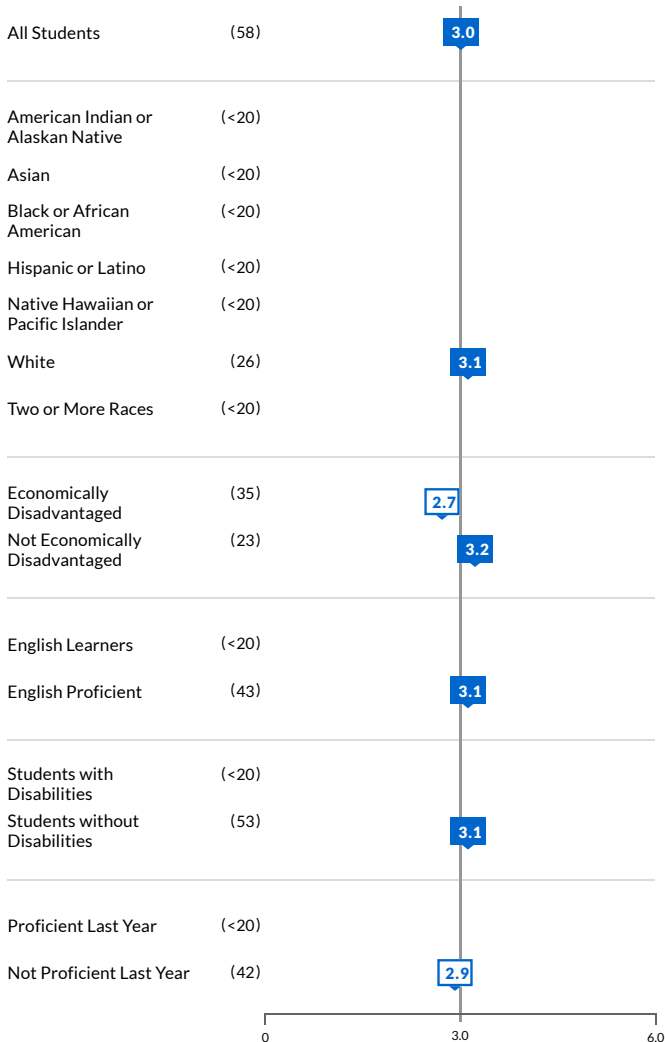 All Students (58) 3.0
American Indian or (<20)
Alaskan Native
Asian (<20)
Black or African (<20)
American
Hispanic or Latino (<20)
Native Hawaiian or (<20)
Pacific Islander
White (26) 3.1
Two or More Races (<20)
Economically (35) 2.7
Disadvantaged
Not Economically (23) 3.2
Disadvantaged
English Learners (<20)
English Proficient (43) 3.1
Students with (<20)
Disabilities
Students without (53) 3.1
Disabilities
Proficient Last Year (<20)
Not Proficient Last Year (42) 2.9
0 3.0 6.0